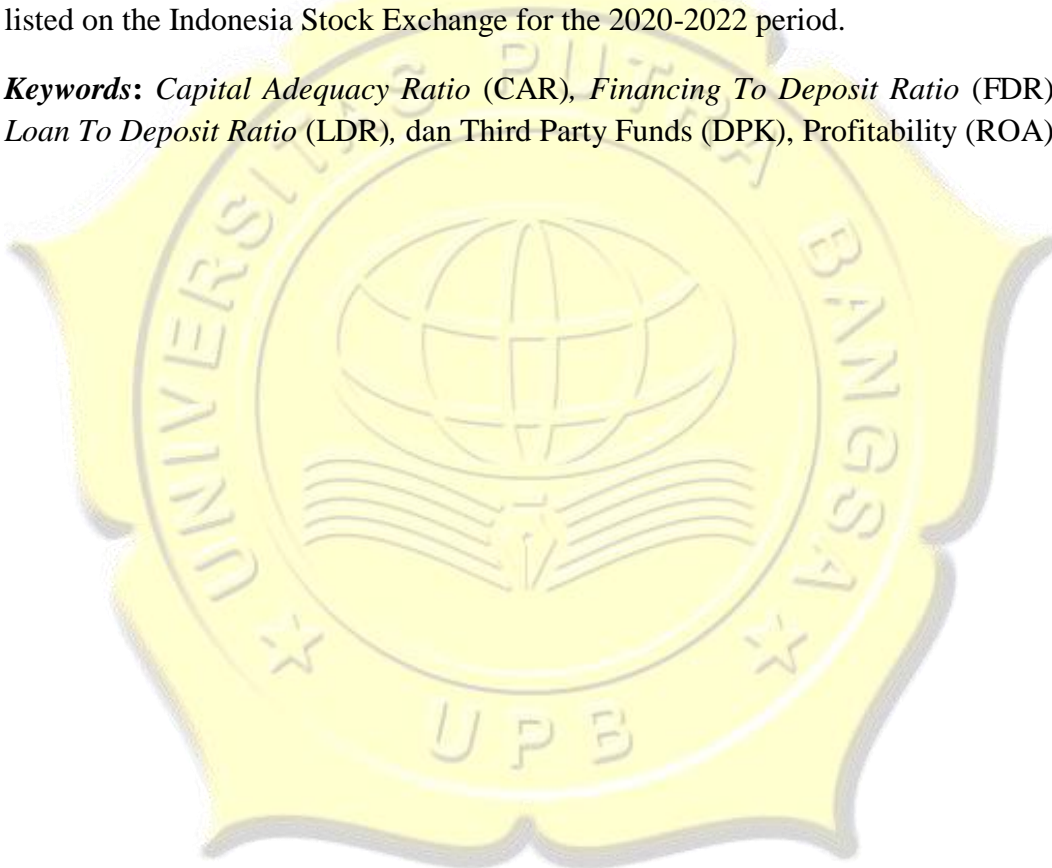 listed on the Indonesia Stock Exchange for the 2020-2022 period.
Keywords: Capital Adequacy Ratio (CAR), Financing To Deposit Ratio (FDR)
Loan To Deposit Ratio (LDR), dan Third Party Funds (DPK), Profitability (ROA)
UNIVERSITAS PUTRA BANGSA
UPB